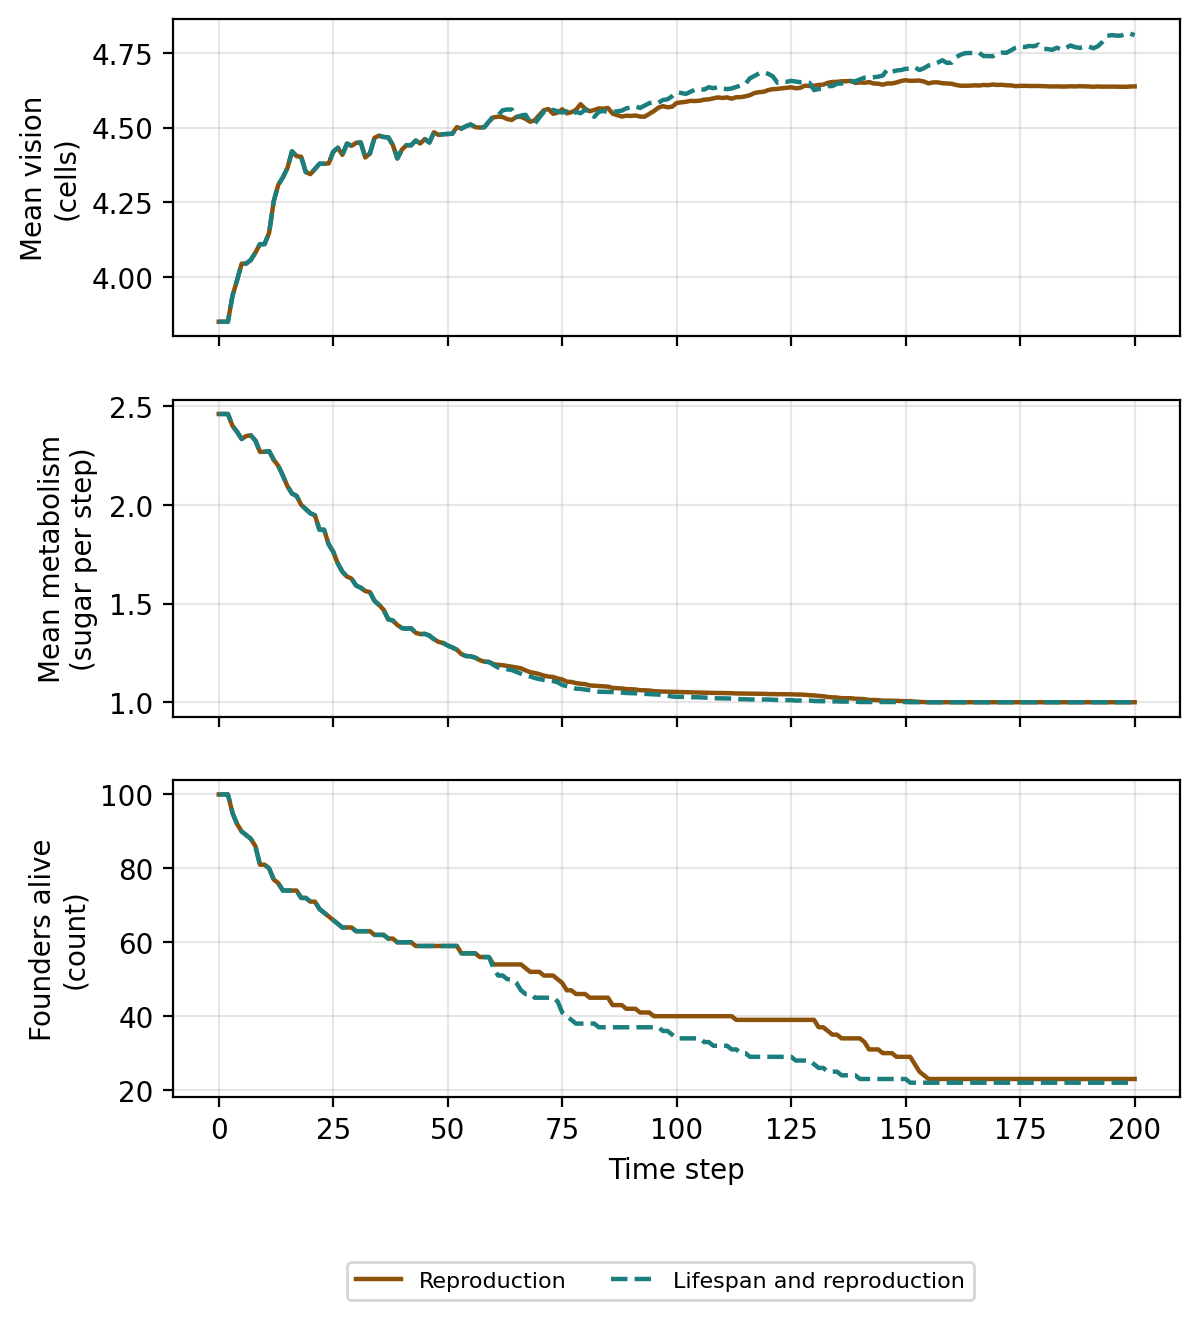 Mean vision
(cells)
4.75
4.50
4.25
4.00
Mean metabolism
(sugar per step)
2.5
2.0
1.5
1.0
Founders alive
(count)
100
80
60
40
20
0 25 50 75 100 125 150 175 200
Time step
Reproduction Lifespan and reproduction